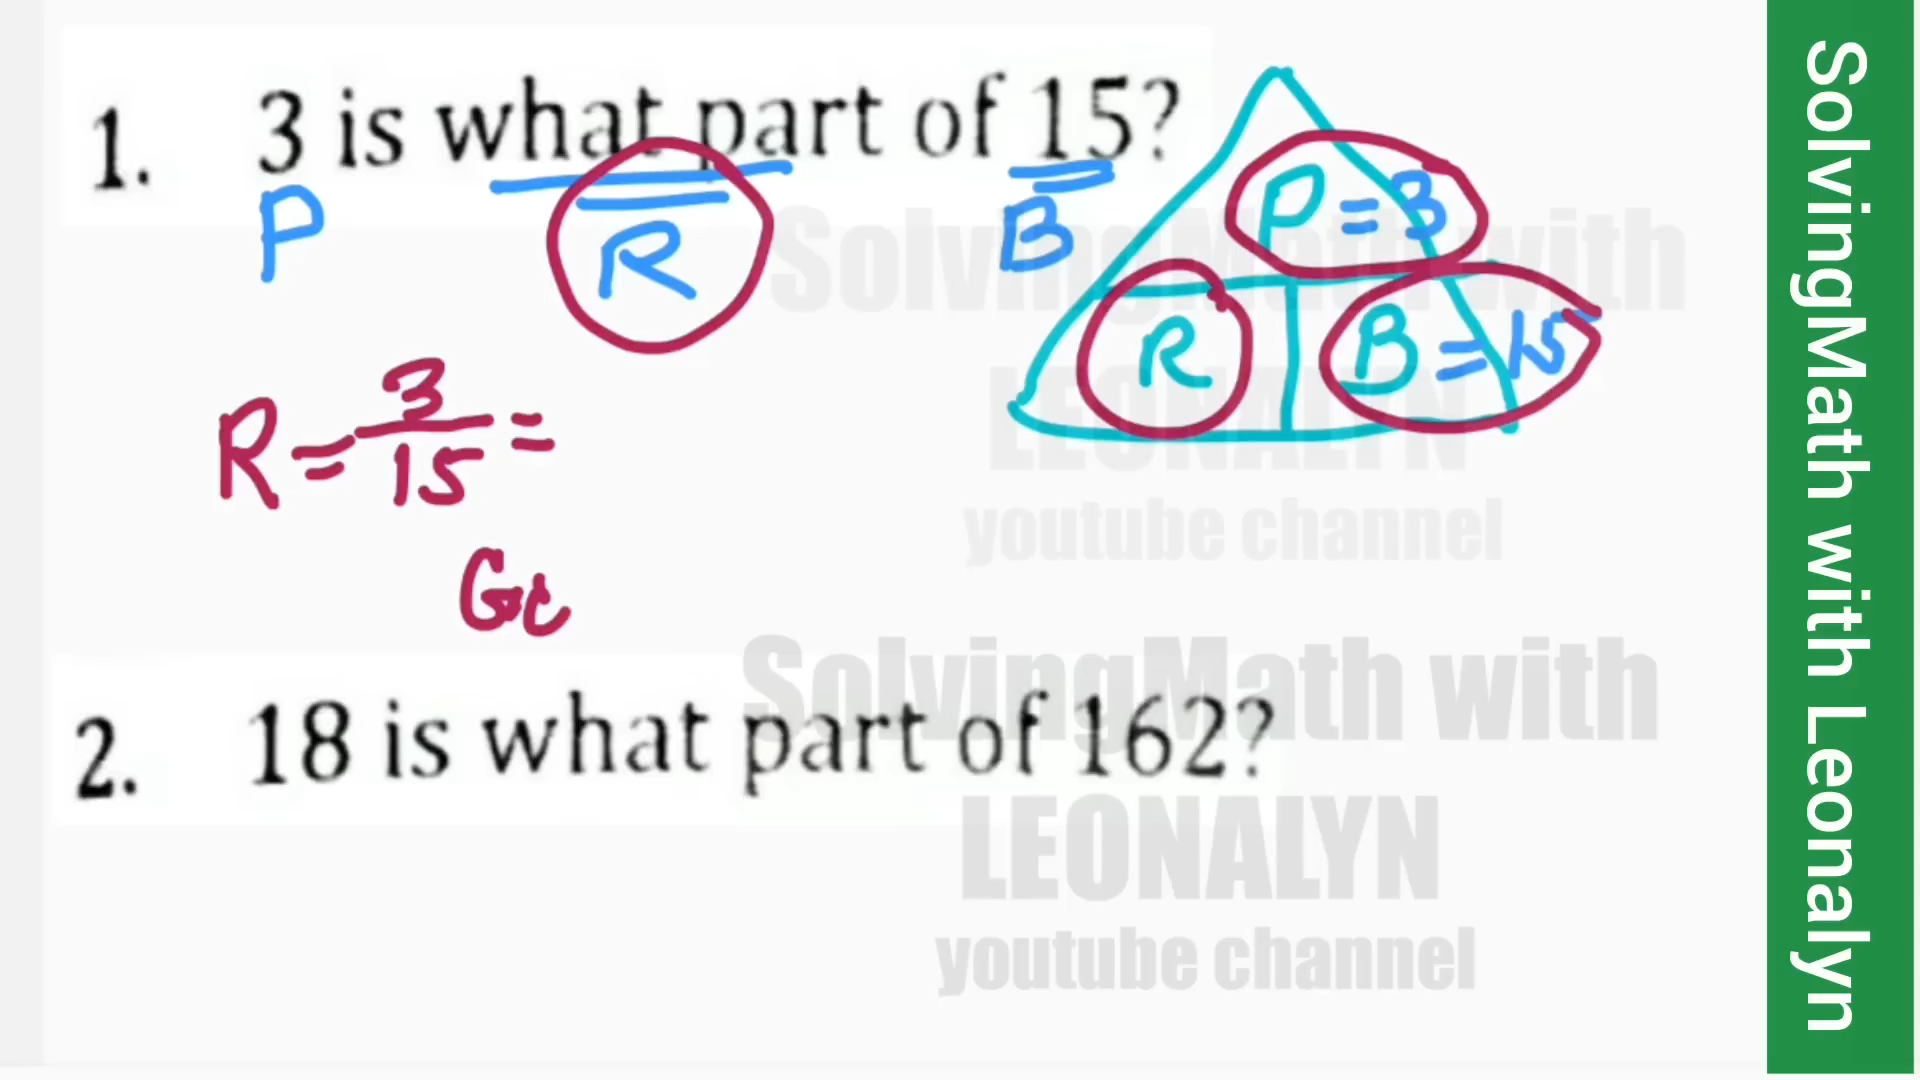 1. 3 is what part of 15?
P R B
P = 3
R B = 15
R = 3/15 =
Gc
2. 18 is what part of 162?
SolvingMath with
LEONALYN
youtube channel
SolvingMath with
LEONALYN
youtube channel
SolvingMath with Leonalyn